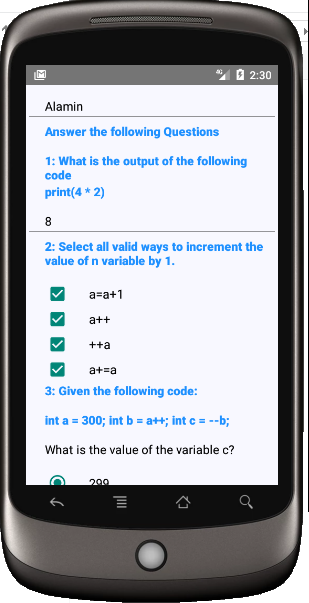 4G 2:30
Alamin
Answer the following Questions
1: What is the output of the following
code
print(4 * 2)
8
2: Select all valid ways to increment the
value of n variable by 1.
a=a+1
a++
++a
a+=a
3: Given the following code:
int a = 300; int b = a++; int c = --b;
What is the value of the variable c?
299